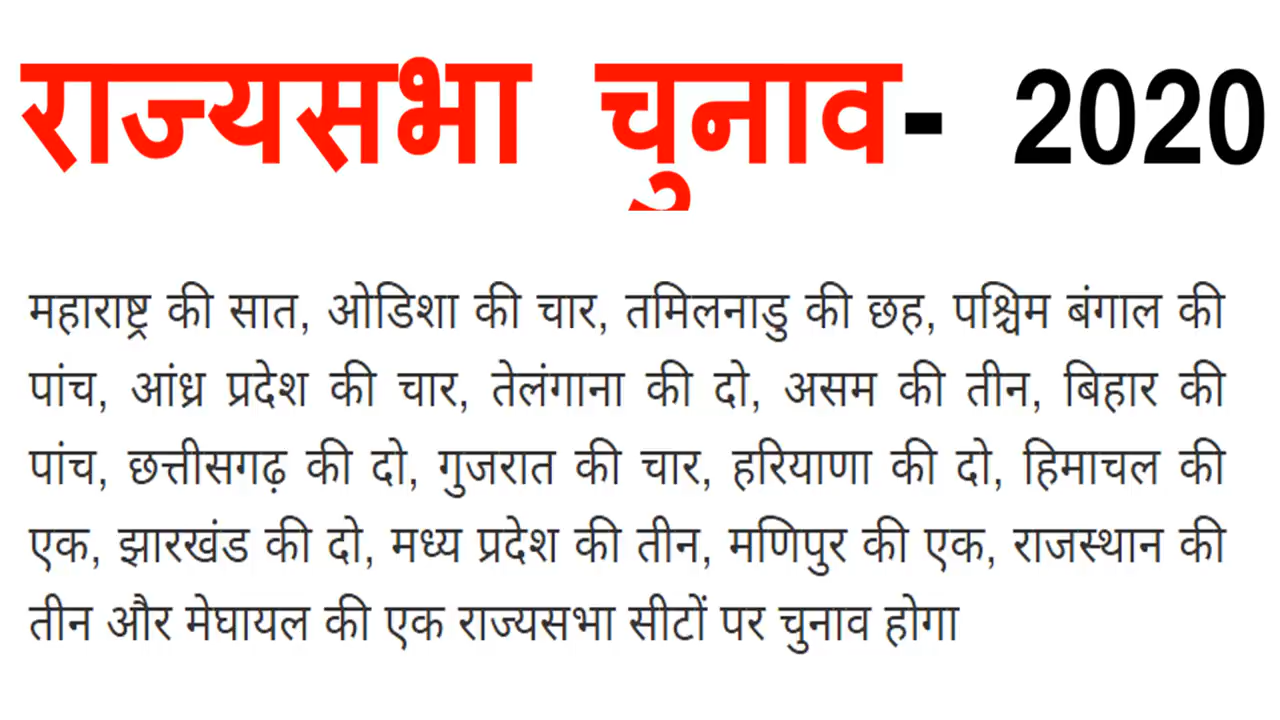 राज्यसभा चुनाव- 2020
महाराष्ट्र की सात, ओडिशा की चार, तमिलनाडु की छह, पश्चिम बंगाल की
पांच, आंध्र प्रदेश की चार, तेलंगाना की दो, असम की तीन, बिहार की
पांच, छत्तीसगढ़ की दो, गुजरात की चार, हरियाणा की दो, हिमाचल की
एक, झारखंड की दो, मध्य प्रदेश की तीन, मणिपुर की एक, राजस्थान की
तीन और मेघायल की एक राज्यसभा सीटों पर चुनाव होगा